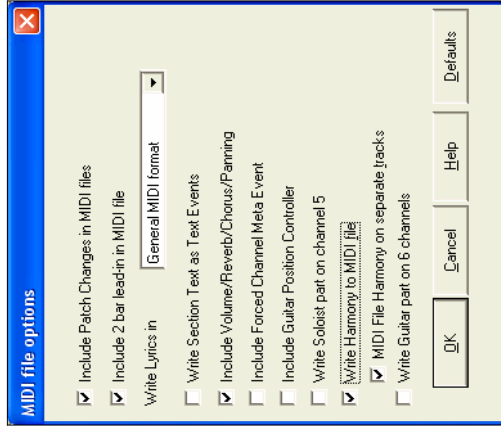 MIDI file options
Include Patch Changes in MIDI files
Include 2 bar lead-in in MIDI file
Write Lyrics in General MIDI format
Write Section Text as Text Events
Include Volume/Reverb/Chorus/Panning
Include Forced Channel Meta Event
Include Guitar Position Controller
Write Soloist part on channel 5
Write Harmony to MIDI file
MIDI File Harmony on separate tracks
Write Guitar part on 6 channels
OK Cancel Help Defaults